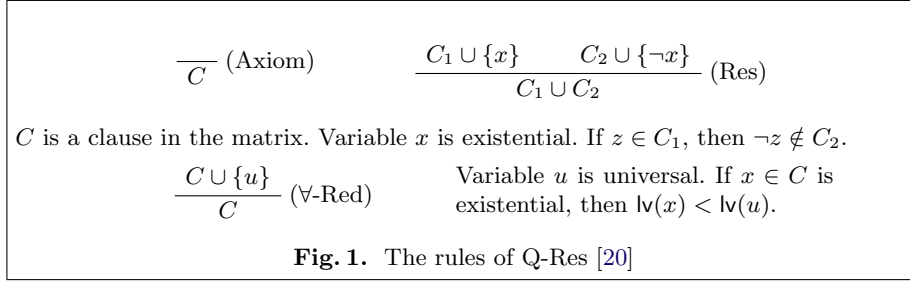 C (Axiom) C₁ ∪ {x} C₂ ∪ {¬x} (Res)
C₁ ∪ C₂
C is a clause in the matrix. Variable x is existential. If z ∈ C₁, then ¬z ∉ C₂.
C ∪ {u} (∀-Red) Variable u is universal. If x ∈ C is
C existential, then lv(x) < lv(u).
Fig. 1. The rules of Q-Res [20]